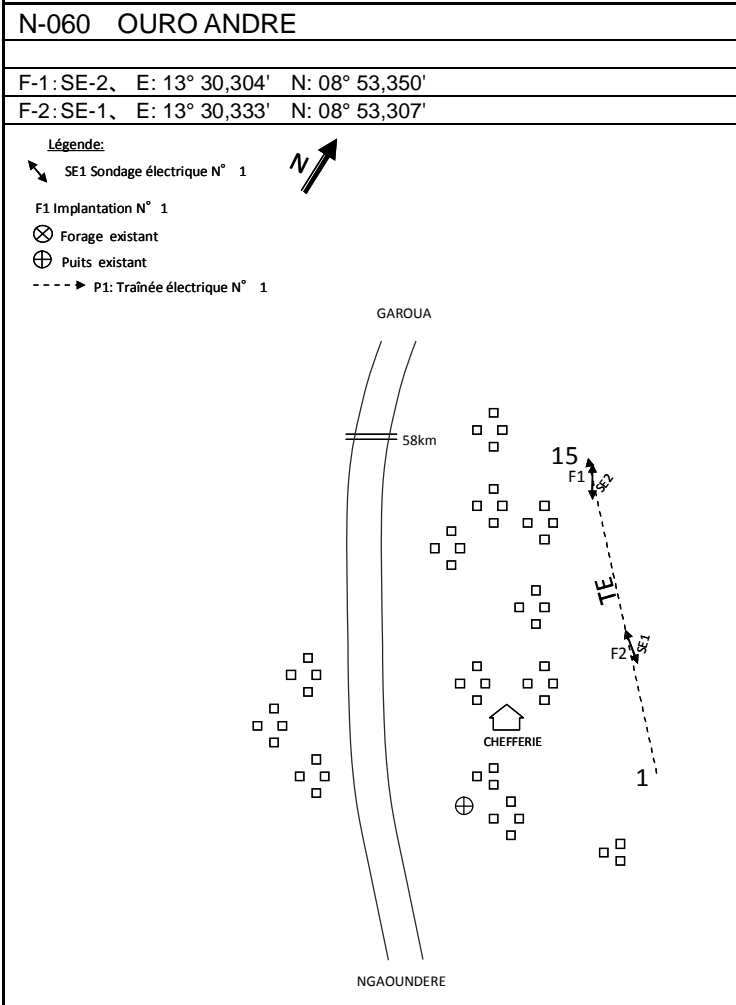 N-060 OURO ANDRE
F-1:SE-2、 E: 13° 30,304' N: 08° 53,350'
F-2:SE-1、 E: 13° 30,333' N: 08° 53,307'
Légende:
SE1 Sondage électrique N° 1
N
F1 Implantation N° 1
Forage existant
Puits existant
P1: Traînée électrique N° 1
GAROUA
58km
15
F1
SE2
TE
F2
SE1
CHEFFERIE
1
NGAOUNDERE